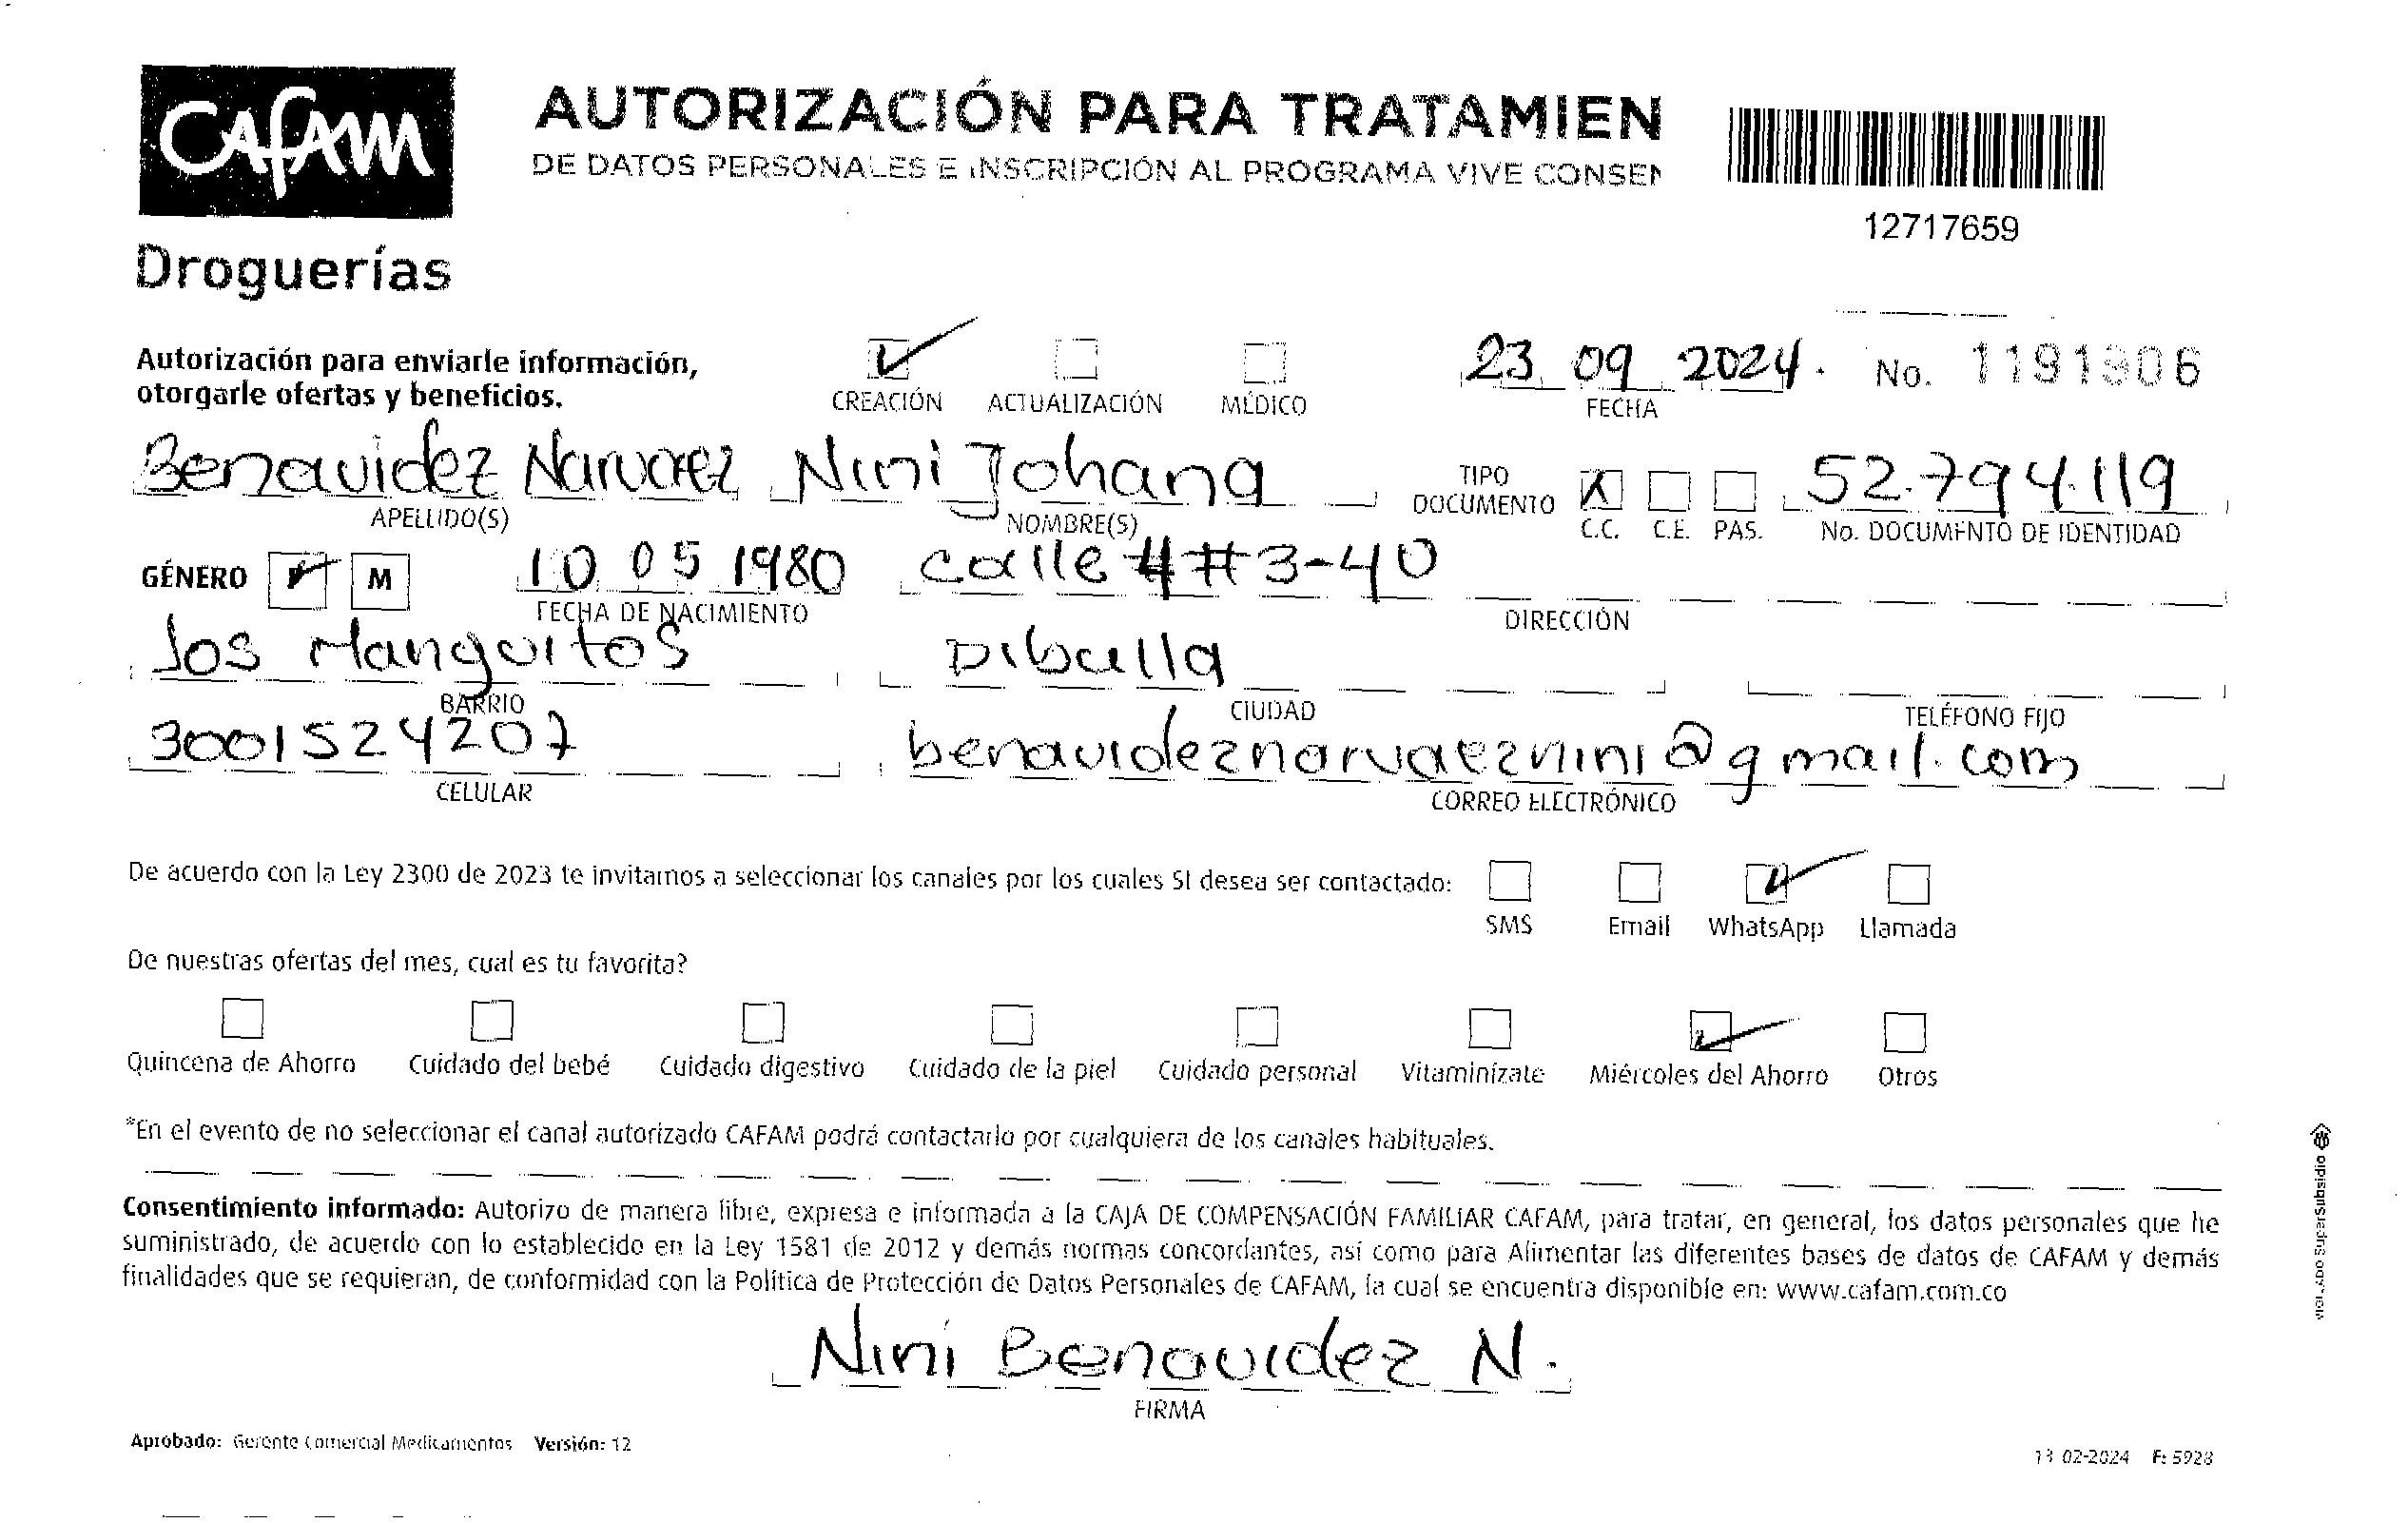 CAFAM
Droguerías
AUTORIZACIÓN PARA TRATAMIEN
DE DATOS PERSONALES E INSCRIPCIÓN AL PROGRAMA VIVE CONSEN
12717659
Autorización para enviarle información,
otorgarle ofertas y beneficios.
CREACIÓN ACTUALIZACIÓN MÉDICO
23 09 2024. No. 1191906
FECHA
Benavidez Narvaez Nini Johana
APELLIDO(S) NOMBRE(S)
TIPO DOCUMENTO X 52.794.119
C.C. C.E. PAS. No. DOCUMENTO DE IDENTIDAD
GÉNERO M 10 05 1980 calle 4#3-40
FECHA DE NACIMIENTO DIRECCIÓN
los Manguitos Dibulla
BARRIO CIUDAD TELÉFONO FIJO
3001524207 benavideznarvaeznini@gmail.com
CELULAR CORREO ELECTRÓNICO
De acuerdo con la Ley 2300 de 2023 te invitamos a seleccionar los canales por los cuales SI desea ser contactado:
SMS Email WhatsApp Llamada
De nuestras ofertas del mes, cual es tu favorita?
Quincena de Ahorro Cuidado del bebé Cuidado digestivo Cuidado de la piel Cuidado personal Vitaminízate Miércoles del Ahorro Otros
*En el evento de no seleccionar el canal autorizado CAFAM podrá contactarlo por cualquiera de los canales habituales.
Consentimiento informado: Autorizo de manera libre, expresa e informada a la CAJA DE COMPENSACIÓN FAMILIAR CAFAM, para tratar, en general, los datos personales que he
suministrado, de acuerdo con lo establecido en la Ley 1581 de 2012 y demás normas concordantes, así como para Alimentar las diferentes bases de datos de CAFAM y demás
finalidades que se requieran, de conformidad con la Política de Protección de Datos Personales de CAFAM, la cual se encuentra disponible en: www.cafam.com.co
Nini Benavidez N.
FIRMA
Aprobado: Gerente Comercial Medicamentos Versión: 12
13-02-2024 F: 5928
VIGILADO SuperSubsidio